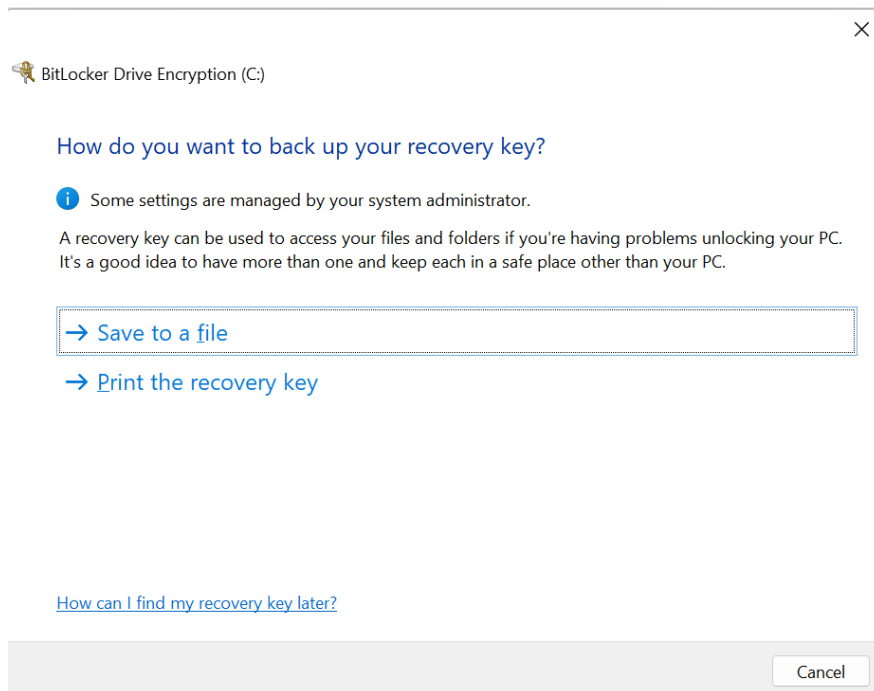 BitLocker Drive Encryption (C:)
How do you want to back up your recovery key?
Some settings are managed by your system administrator.
A recovery key can be used to access your files and folders if you're having problems unlocking your PC.
It's a good idea to have more than one and keep each in a safe place other than your PC.
Save to a file
Print the recovery key
How can I find my recovery key later?
Cancel